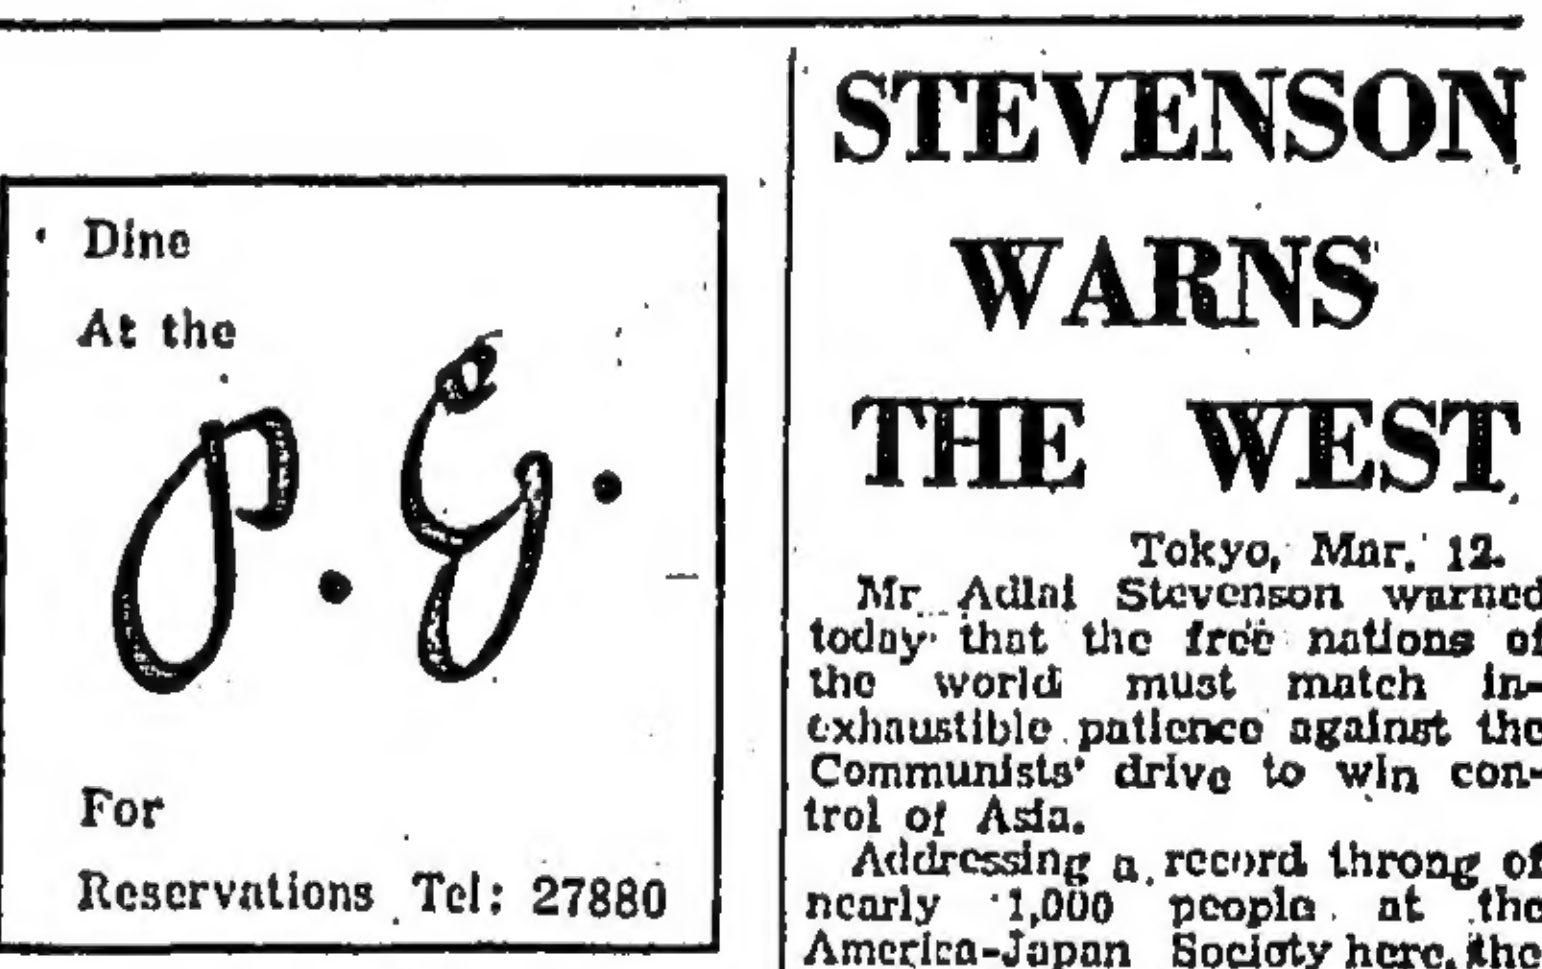 Dine
At the
P. G.
For
Reservations Tel: 27880
STEVENSON
WARNS
THE WEST
Tokyo, Mar. 12.
Mr. Adlai Stevenson warned
today that the free nations of
the world must match in-
exhaustible patience against the
Communists' drive to win con-
trol of Asia.
Addressing a record throng of
nearly 1,000 people at the
America-Japan Society here, the